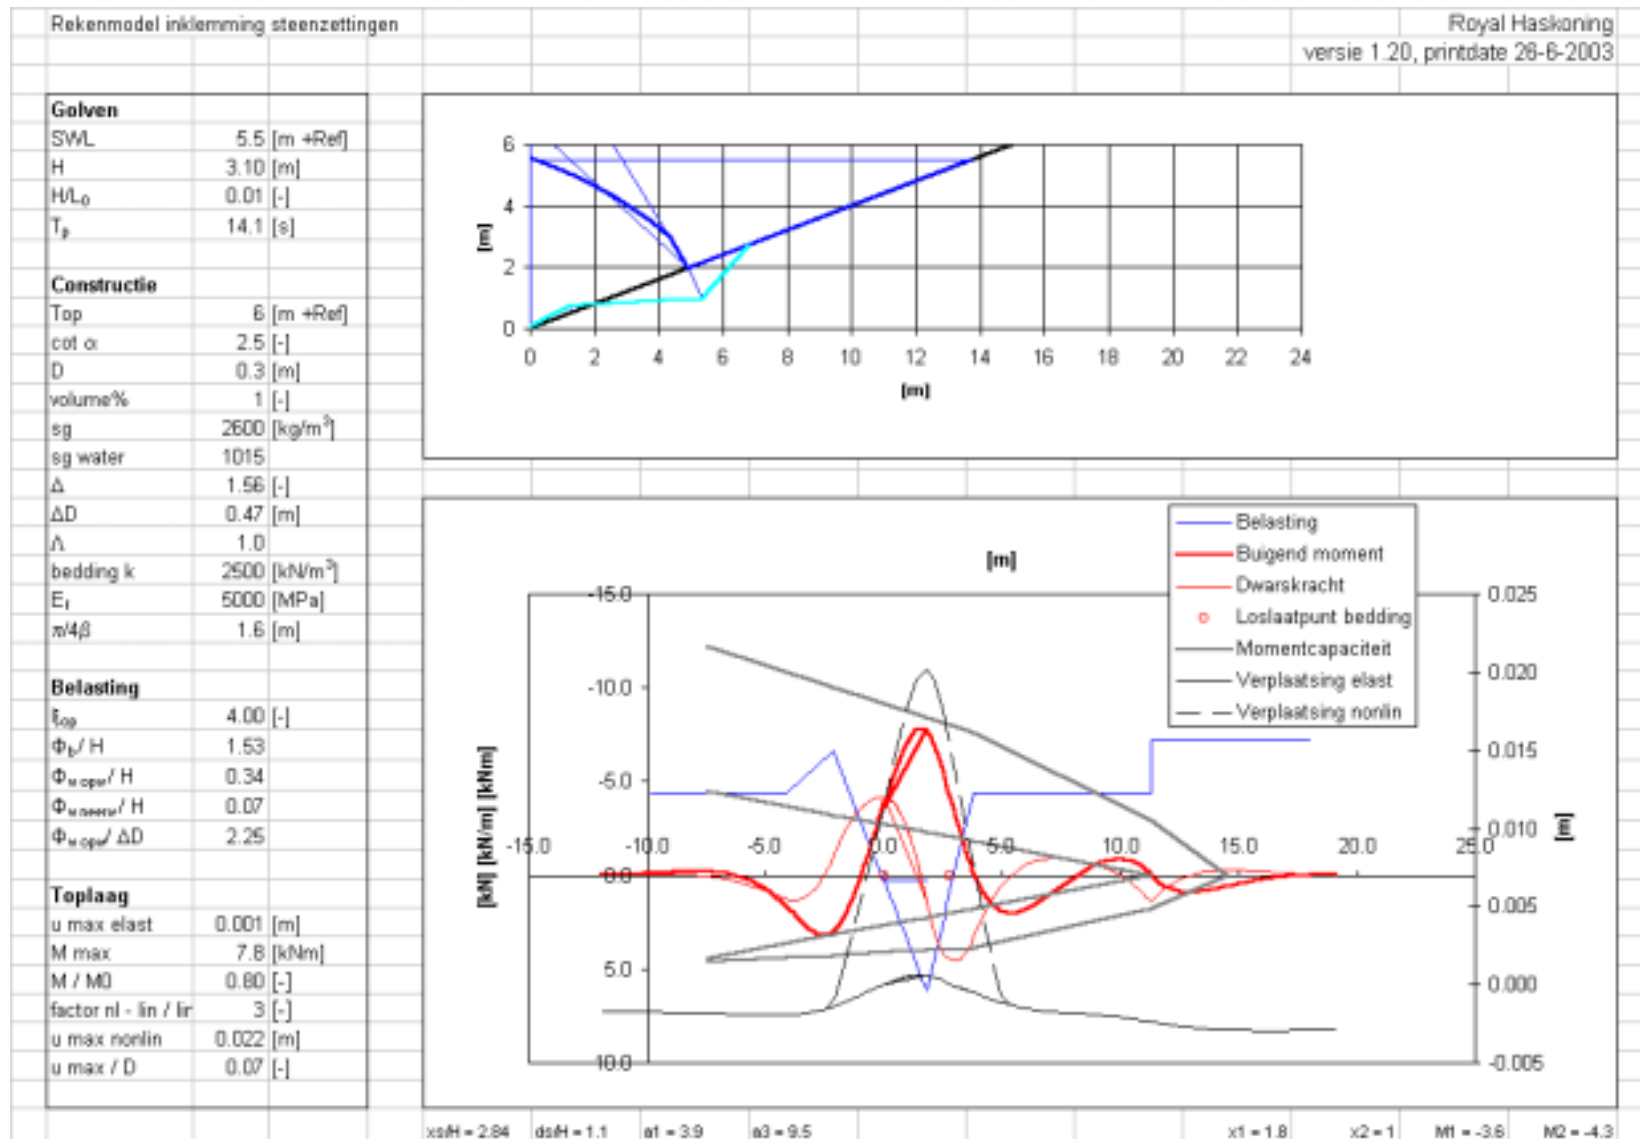 Rekenmodel inklemming steenzettingen
Royal Haskoning
versie 1.20, printdate 26-6-2003
Golven
SWL 5.5 [m +Ref]
H 3.10 [m]
H/L₀ 0.01 [-]
Tₚ 14.1 [s]
Constructie
Top 6 [m +Ref]
cot α 2.5 [-]
D 0.3 [m]
volume% 1 [-]
sg 2600 [kg/m³]
sg water 1015
Δ 1.56 [-]
ΔD 0.47 [m]
Λ 1.0
bedding k 2500 [kN/m³]
E 5000 [MPa]
π/4β 1.6 [m]
Belasting
ξop 4.00 [-]
Φb/ H 1.53
Φw opw/ H 0.34
Φw neerw/ H 0.07
Φw opw/ ΔD 2.25
Toplaag
u max elast 0.001 [m]
M max 7.8 [kNm]
M / M0 0.80 [-]
factor nl - lin / lir 3 [-]
u max nonlin 0.022 [m]
u max / D 0.07 [-]
6
4
2
0
[m]
0 2 4 6 8 10 12 14 16 18 20 22 24
[m]
Belasting
Buigend moment
Dwarskracht
Loslaatpunt bedding
Momentcapaciteit
Verplaatsing elast
Verplaatsing nonlin
[m]
-15.0
-10.0
-5.0
0.0
5.0
10.0
[kN] [kN/m] [kNm]
-15.0 -10.0 -5.0 0.0 5.0 10.0 15.0 20.0 25.0
0.025
0.020
0.015
0.010
0.005
0.000
-0.005
[m]
xs/H = 2.84 ds/H = 1.1 a1 = 3.9 a3 = 9.5 x1 = 1.8 x2 = 1 M1 = -3.6 M2 = -4.3